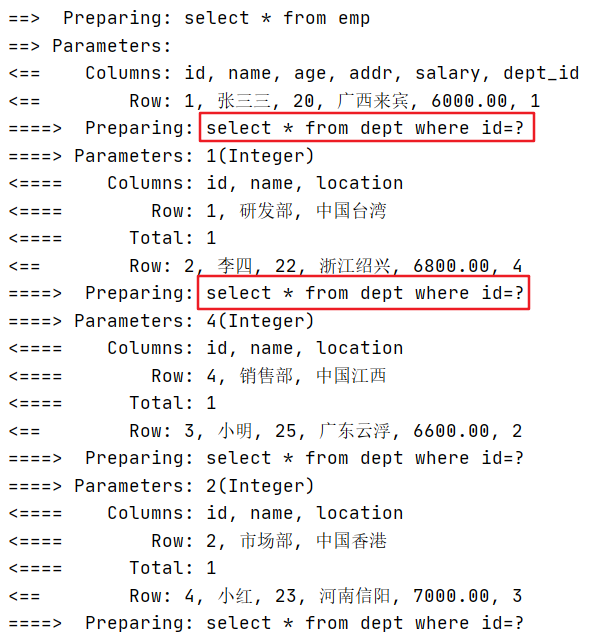 ==>  Preparing: select * from emp
==> Parameters:
<==    Columns: id, name, age, addr, salary, dept_id
<==        Row: 1, 张三三, 20, 广西来宾, 6000.00, 1
====>  Preparing: select * from dept where id=?
====> Parameters: 1(Integer)
<====    Columns: id, name, location
<====        Row: 1, 研发部, 中国台湾
<====      Total: 1
<==        Row: 2, 李四, 22, 浙江绍兴, 6800.00, 4
====>  Preparing: select * from dept where id=?
====> Parameters: 4(Integer)
<====    Columns: id, name, location
<====        Row: 4, 销售部, 中国江西
<====      Total: 1
<==        Row: 3, 小明, 25, 广东云浮, 6600.00, 2
====>  Preparing: select * from dept where id=?
====> Parameters: 2(Integer)
<====    Columns: id, name, location
<====        Row: 2, 市场部, 中国香港
<====      Total: 1
<==        Row: 4, 小红, 23, 河南信阳, 7000.00, 3
====>  Preparing: select * from dept where id=?